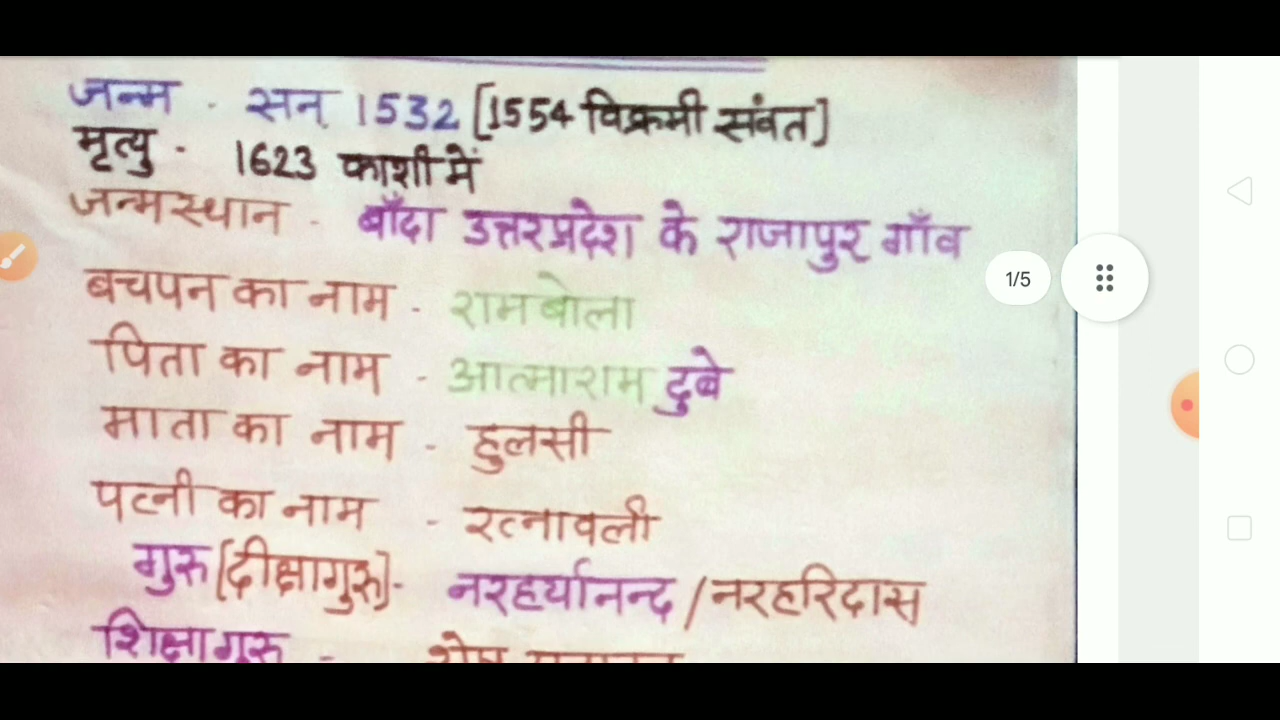 जन्म - सन् 1532 [1554 विक्रमी संवत]
मृत्यु - 1623 काशी में
जन्मस्थान - बाँदा उत्तरप्रदेश के राजापुर गाँव
बचपन का नाम - रामबोला
पिता का नाम - आत्माराम दुबे
माता का नाम - हुलसी
पत्नी का नाम - रत्नावली
गुरु [दीक्षागुरु] - नरहर्यानन्द / नरहरिदास
शिक्षागुरु -
1/5